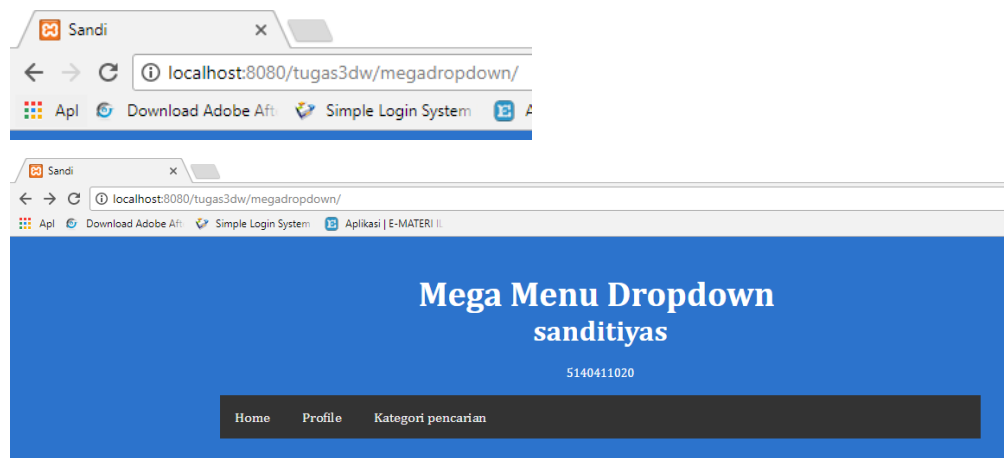 Sandi
localhost:8080/tugas3dw/megadropdown/
Apl Download Adobe Aft Simple Login System
Sandi
localhost:8080/tugas3dw/megadropdown/
Apl Download Adobe Aft Simple Login System Aplikasi | E-MATERI
Mega Menu Dropdown
sanditiyas
5140411020
Home Profile Kategori pencarian